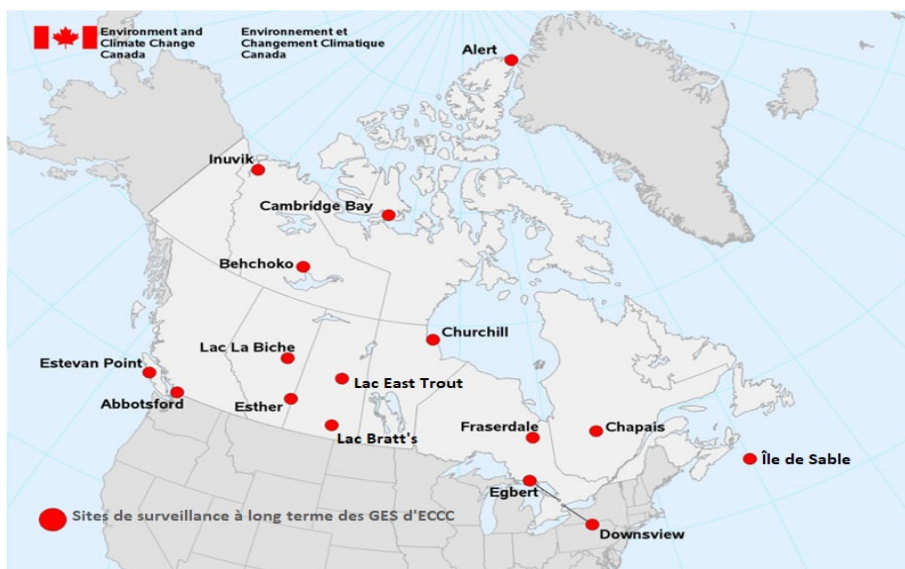 Environment and
Climate Change
Canada
Environnement et
Changement Climatique
Canada
Alert
Inuvik
Cambridge Bay
Behchoko
Churchill
Lac La Biche
Estevan Point
Lac East Trout
Abbotsford
Esther
Lac Bratt's
Fraserdale
Chapais
Île de Sable
Egbert
Sites de surveillance à long terme des GES d'ECCC
Downsview